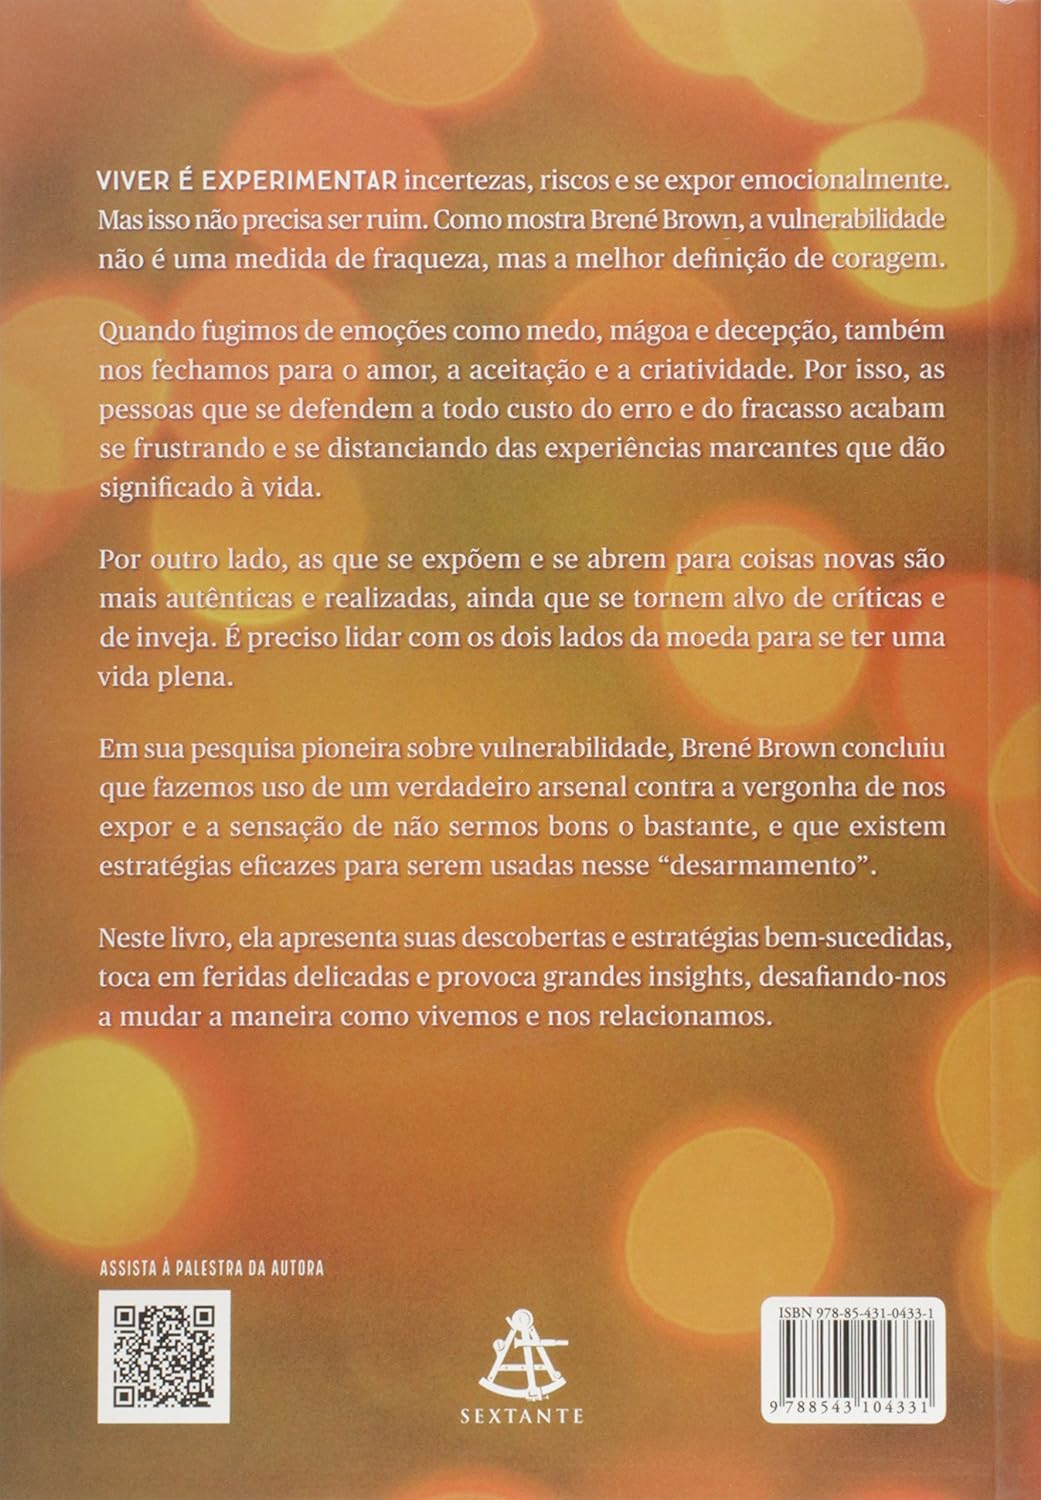 VIVER É EXPERIMENTAR incertezas, riscos e se expor emocionalmente.
Mas isso não precisa ser ruim. Como mostra Brené Brown, a vulnerabilidade
não é uma medida de fraqueza, mas a melhor definição de coragem.
Quando fugimos de emoções como medo, mágoa e decepção, também
nos fechamos para o amor, a aceitação e a criatividade. Por isso, as
pessoas que se defendem a todo custo do erro e do fracasso acabam
se frustrando e se distanciando das experiências marcantes que dão
significado à vida.
Por outro lado, as que se expõem e se abrem para coisas novas são
mais autênticas e realizadas, ainda que se tornem alvo de críticas e
de inveja. É preciso lidar com os dois lados da moeda para se ter uma
vida plena.
Em sua pesquisa pioneira sobre vulnerabilidade, Brené Brown concluiu
que fazemos uso de um verdadeiro arsenal contra a vergonha de nos
expor e a sensação de não sermos bons o bastante, e que existem
estratégias eficazes para serem usadas nesse “desarmamento”.
Neste livro, ela apresenta suas descobertas e estratégias bem-sucedidas,
toca em feridas delicadas e provoca grandes insights, desafiando-nos
a mudar a maneira como vivemos e nos relacionamos.
ASSISTA À PALESTRA DA AUTORA
SEXTANTE
ISBN 978-85-431-0433-1
9 788543 104331